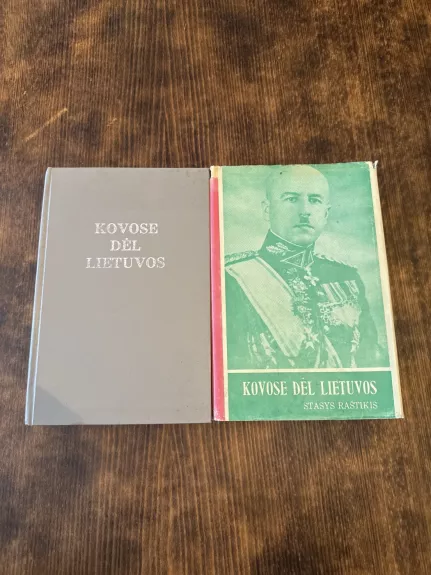 KOVOSE
DĖL
LIETUVOS
KOVOSE DĖL LIETUVOS
STASYS RAŠTIKIS